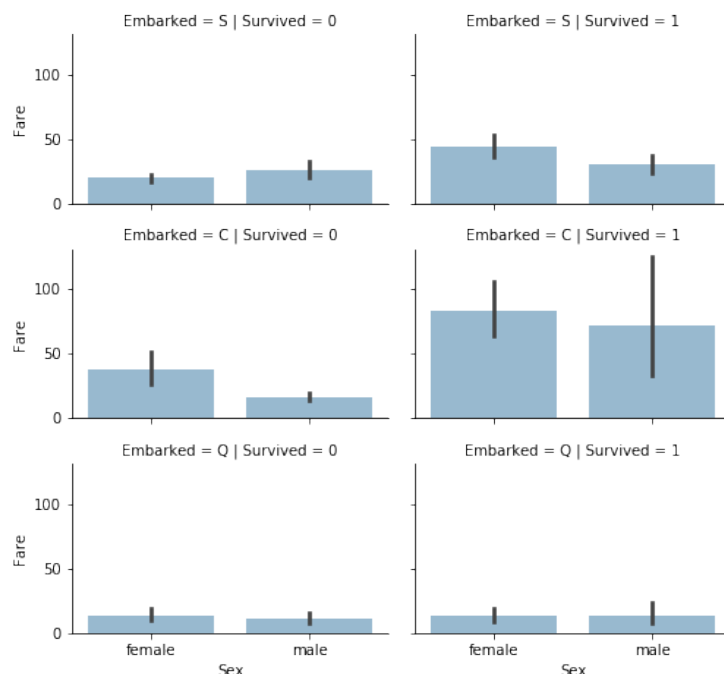 Embarked = S | Survived = 0
Embarked = S | Survived = 1
100
50
0
Fare
Embarked = C | Survived = 0
Embarked = C | Survived = 1
100
50
0
Fare
Embarked = Q | Survived = 0
Embarked = Q | Survived = 1
100
50
0
Fare
female male
female male
Sex
Sex